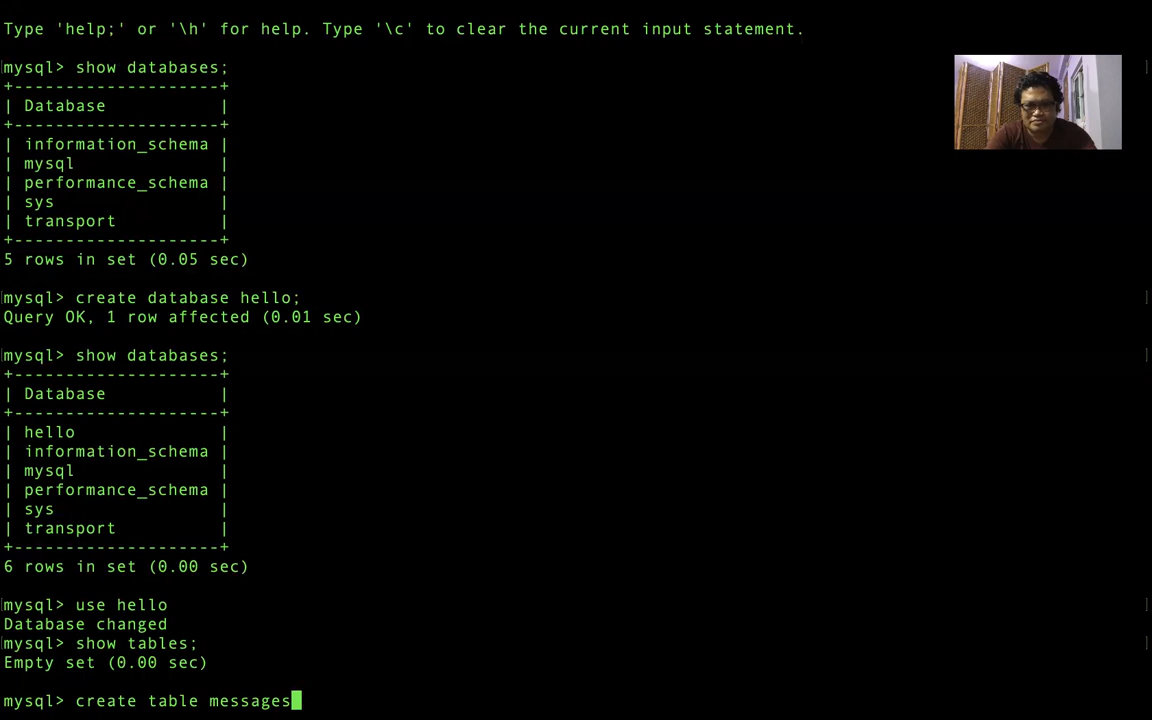 Type 'help;' or '\h' for help. Type '\c' to clear the current input statement.
mysql> show databases;
+--------------------+
| Database           |
+--------------------+
| information_schema |
| mysql              |
| performance_schema |
| sys                |
| transport          |
+--------------------+
5 rows in set (0.05 sec)
mysql> create database hello;
Query OK, 1 row affected (0.01 sec)
mysql> show databases;
+--------------------+
| Database           |
+--------------------+
| hello              |
| information_schema |
| mysql              |
| performance_schema |
| sys                |
| transport          |
+--------------------+
6 rows in set (0.00 sec)
mysql> use hello
Database changed
mysql> show tables;
Empty set (0.00 sec)
mysql> create table messages